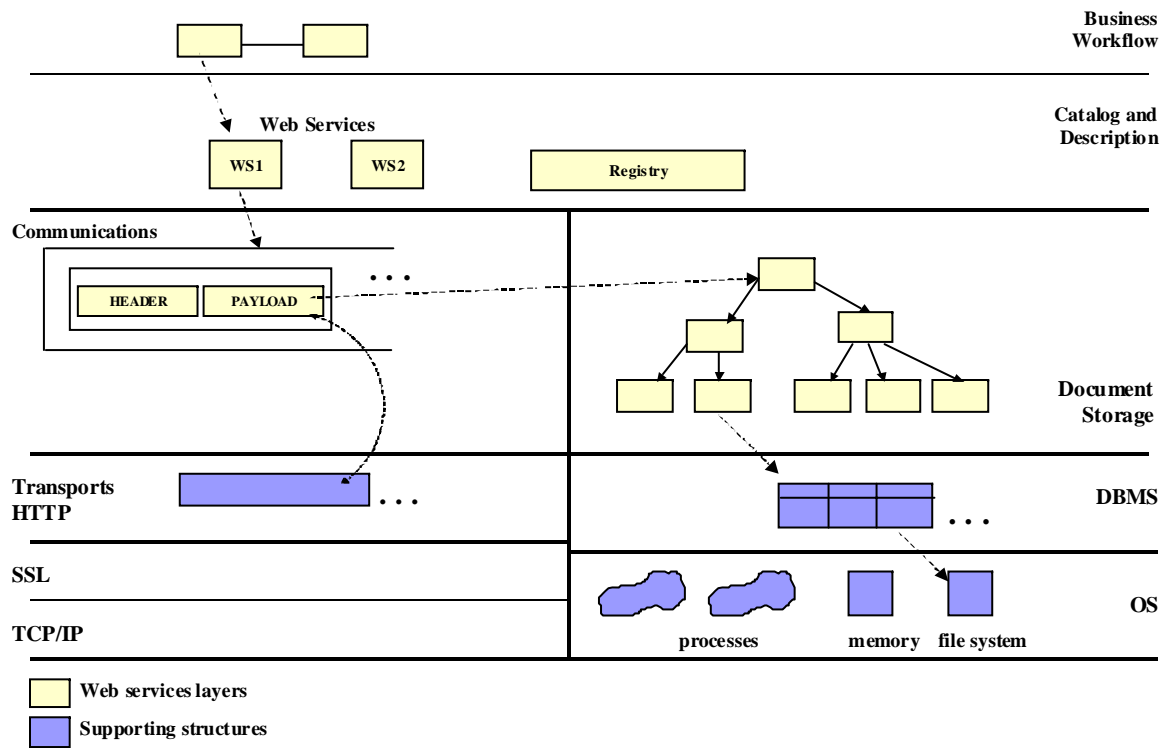 Business
Workflow
Web Services
Catalog and
Description
WS1
WS2
Registry
Communications
...
HEADER
PAYLOAD
Document
Storage
Transports
HTTP
...
DBMS
...
SSL
OS
TCP/IP
processes
memory
file system
Web services layers
Supporting structures